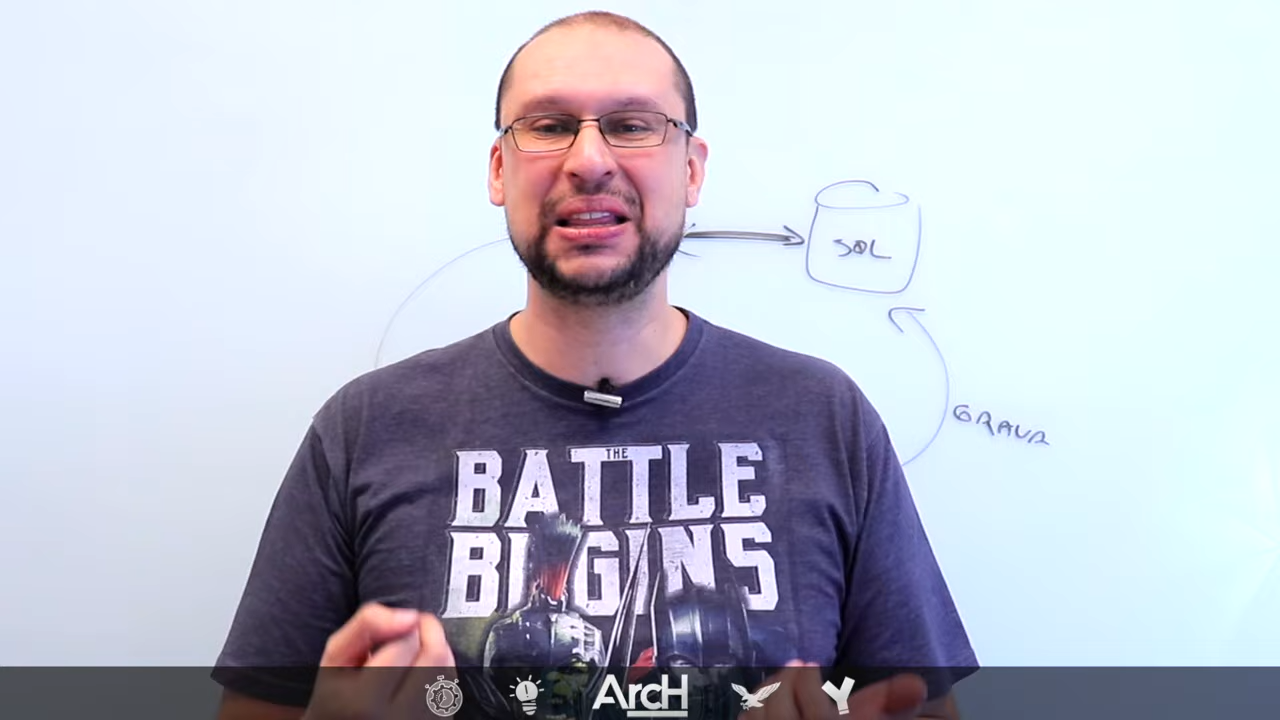 SQL
GRAVA
THE
BATTLE
BEGINS
ArcH